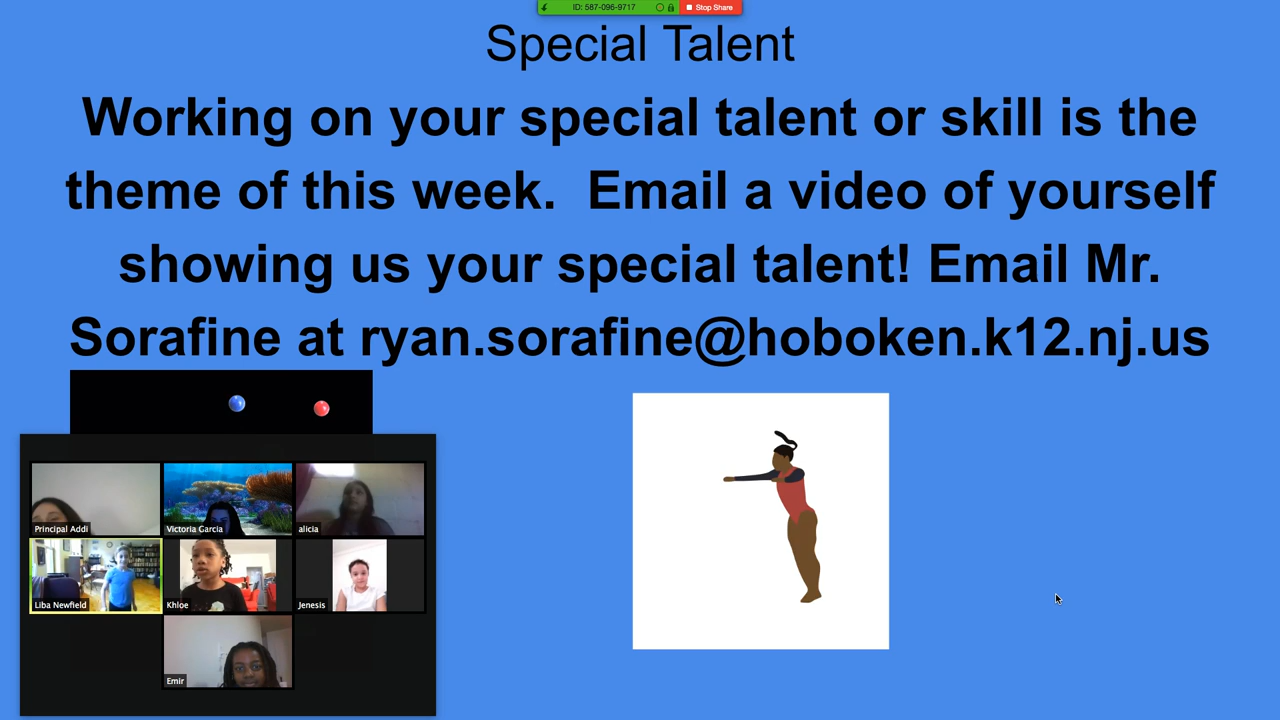 ID: 587-096-9717
Stop Share
Special Talent
Working on your special talent or skill is the
theme of this week.  Email a video of yourself
showing us your special talent! Email Mr.
Sorafine at ryan.sorafine@hoboken.k12.nj.us
Principal Addi
Victoria Garcia
alicia
Liba Newfield
Khloe
Jenesis
Emir